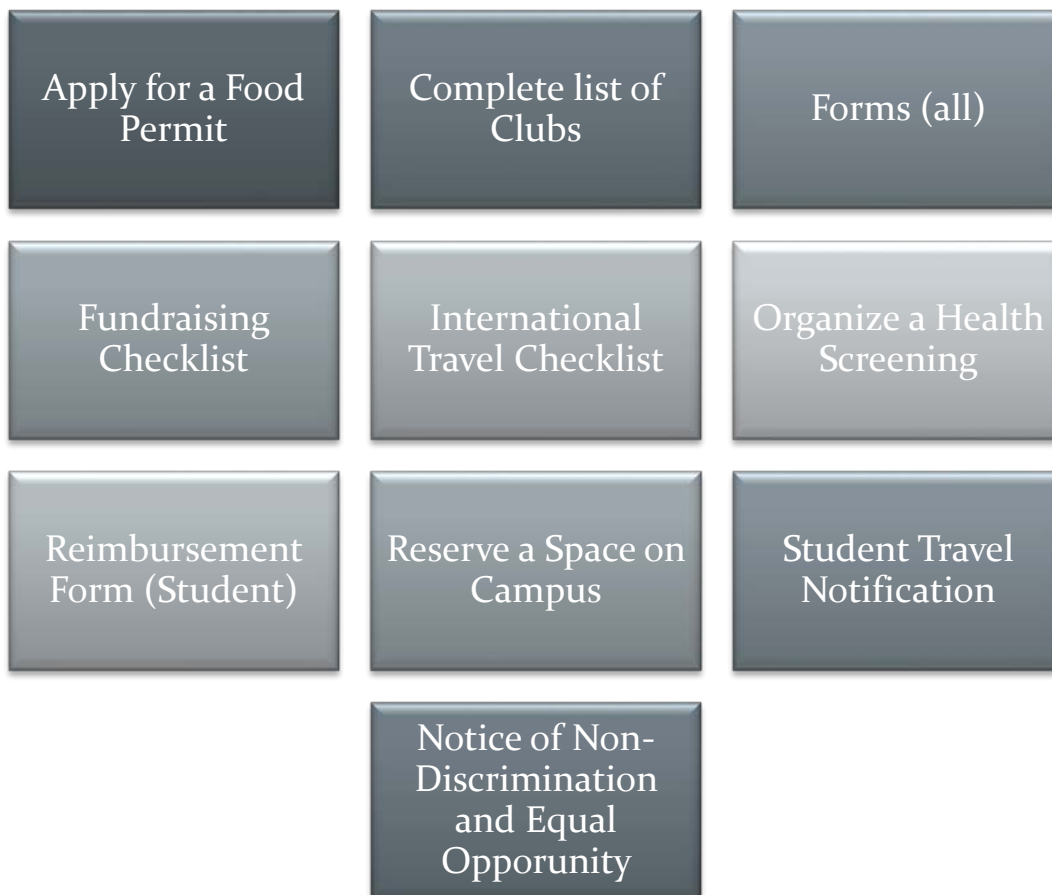 Apply for a Food
Permit
Complete list of
Clubs
Forms (all)
Fundraising
Checklist
International
Travel Checklist
Organize a Health
Screening
Reimbursement
Form (Student)
Reserve a Space on
Campus
Student Travel
Notification
Notice of Non-
Discrimination
and Equal
Opporunity